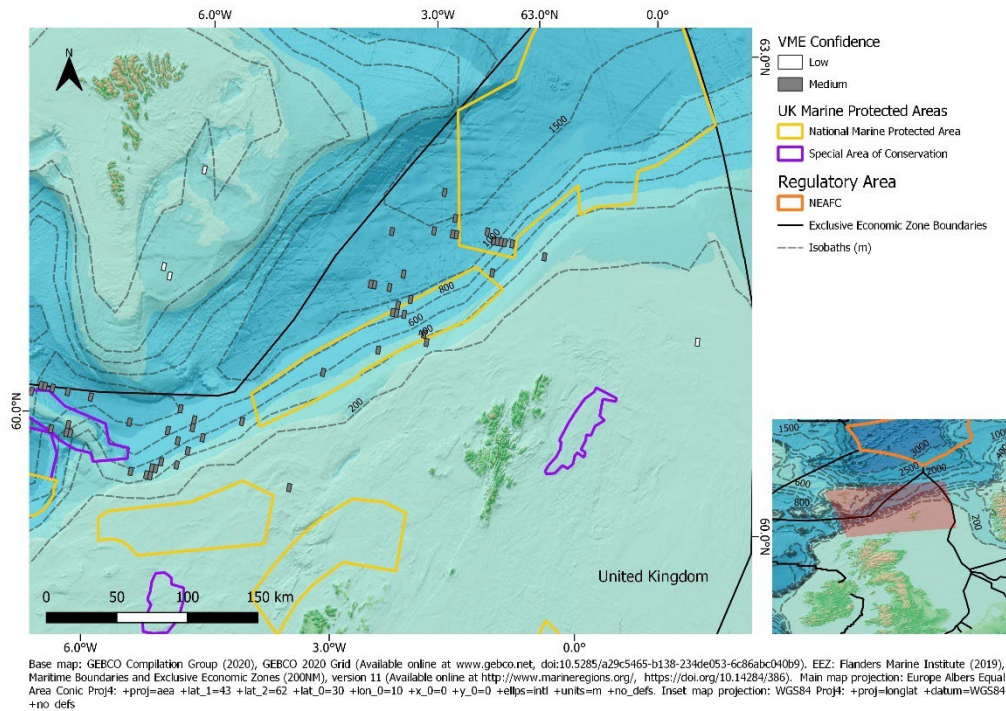 6.0°W
3.0°W
63.0°N
0.0°W
N
63.0°N
1500
1000
800
600
400
200
60.0°N
60.0°N
United Kingdom
0 50 100 150 km
6.0°W
3.0°W
0.0°W
VME Confidence
Low
Medium
UK Marine Protected Areas
National Marine Protected Area
Special Area of Conservation
Regulatory Area
NEAFC
Exclusive Economic Zone Boundaries
Isobaths (m)
1500
1000
3000
400
2500
2000
600
800
200
Base map: GEBCO Compilation Group (2020), GEBCO 2020 Grid (Available online at www.gebco.net, doi:10.5285/a29c5465-b138-234de053-6c86abc040b9). EEZ: Flanders Marine Institute (2019),
Maritime Boundaries and Exclusive Economic Zones (200NM), version 11 (Available online at http://www.marineregions.org/, https://doi.org/10.14284/386). Main map projection: Europe Albers Equal
Area Conic Proj4: +proj=aea +lat_1=43 +lat_2=62 +lat_0=30 +lon_0=10 +x_0=0 +y_0=0 +ellps=intl +units=m +no_defs. Inset map projection: WGS84 Proj4: +proj=longlat +datum=WGS84
+no defs